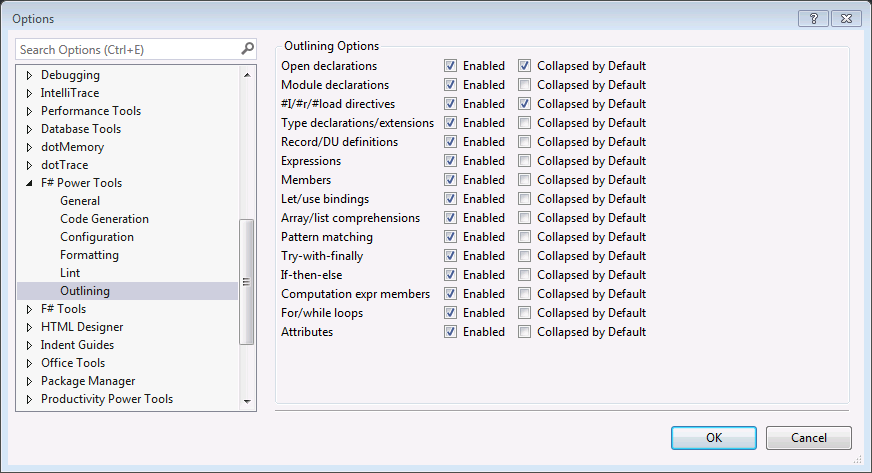 Options
Search Options (Ctrl+E)
Debugging
IntelliTrace
Performance Tools
Database Tools
dotMemory
dotTrace
F# Power Tools
General
Code Generation
Configuration
Formatting
Lint
Outlining
F# Tools
HTML Designer
Indent Guides
Office Tools
Package Manager
Productivity Power Tools
Outlining Options
Open declarations Enabled Collapsed by Default
Module declarations Enabled Collapsed by Default
#I/#r/#load directives Enabled Collapsed by Default
Type declarations/extensions Enabled Collapsed by Default
Record/DU definitions Enabled Collapsed by Default
Expressions Enabled Collapsed by Default
Members Enabled Collapsed by Default
Let/use bindings Enabled Collapsed by Default
Array/list comprehensions Enabled Collapsed by Default
Pattern matching Enabled Collapsed by Default
Try-with-finally Enabled Collapsed by Default
If-then-else Enabled Collapsed by Default
Computation expr members Enabled Collapsed by Default
For/while loops Enabled Collapsed by Default
Attributes Enabled Collapsed by Default
OK Cancel